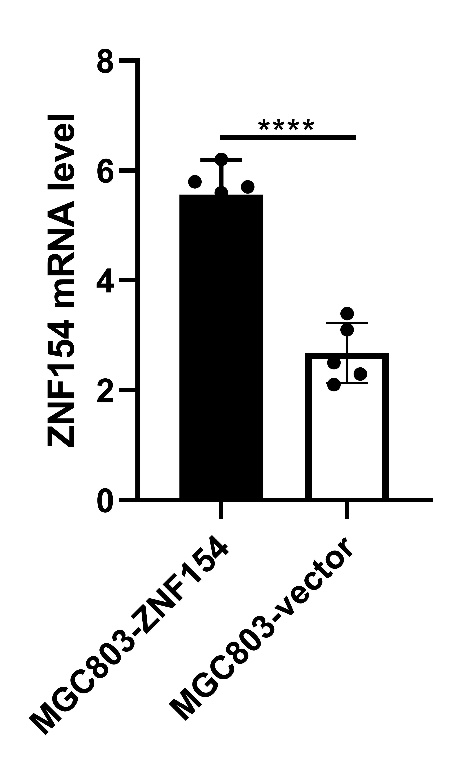 ZNF154 mRNA level
8
6
4
2
0
****
MGC803-ZNF154
MGC803-vector